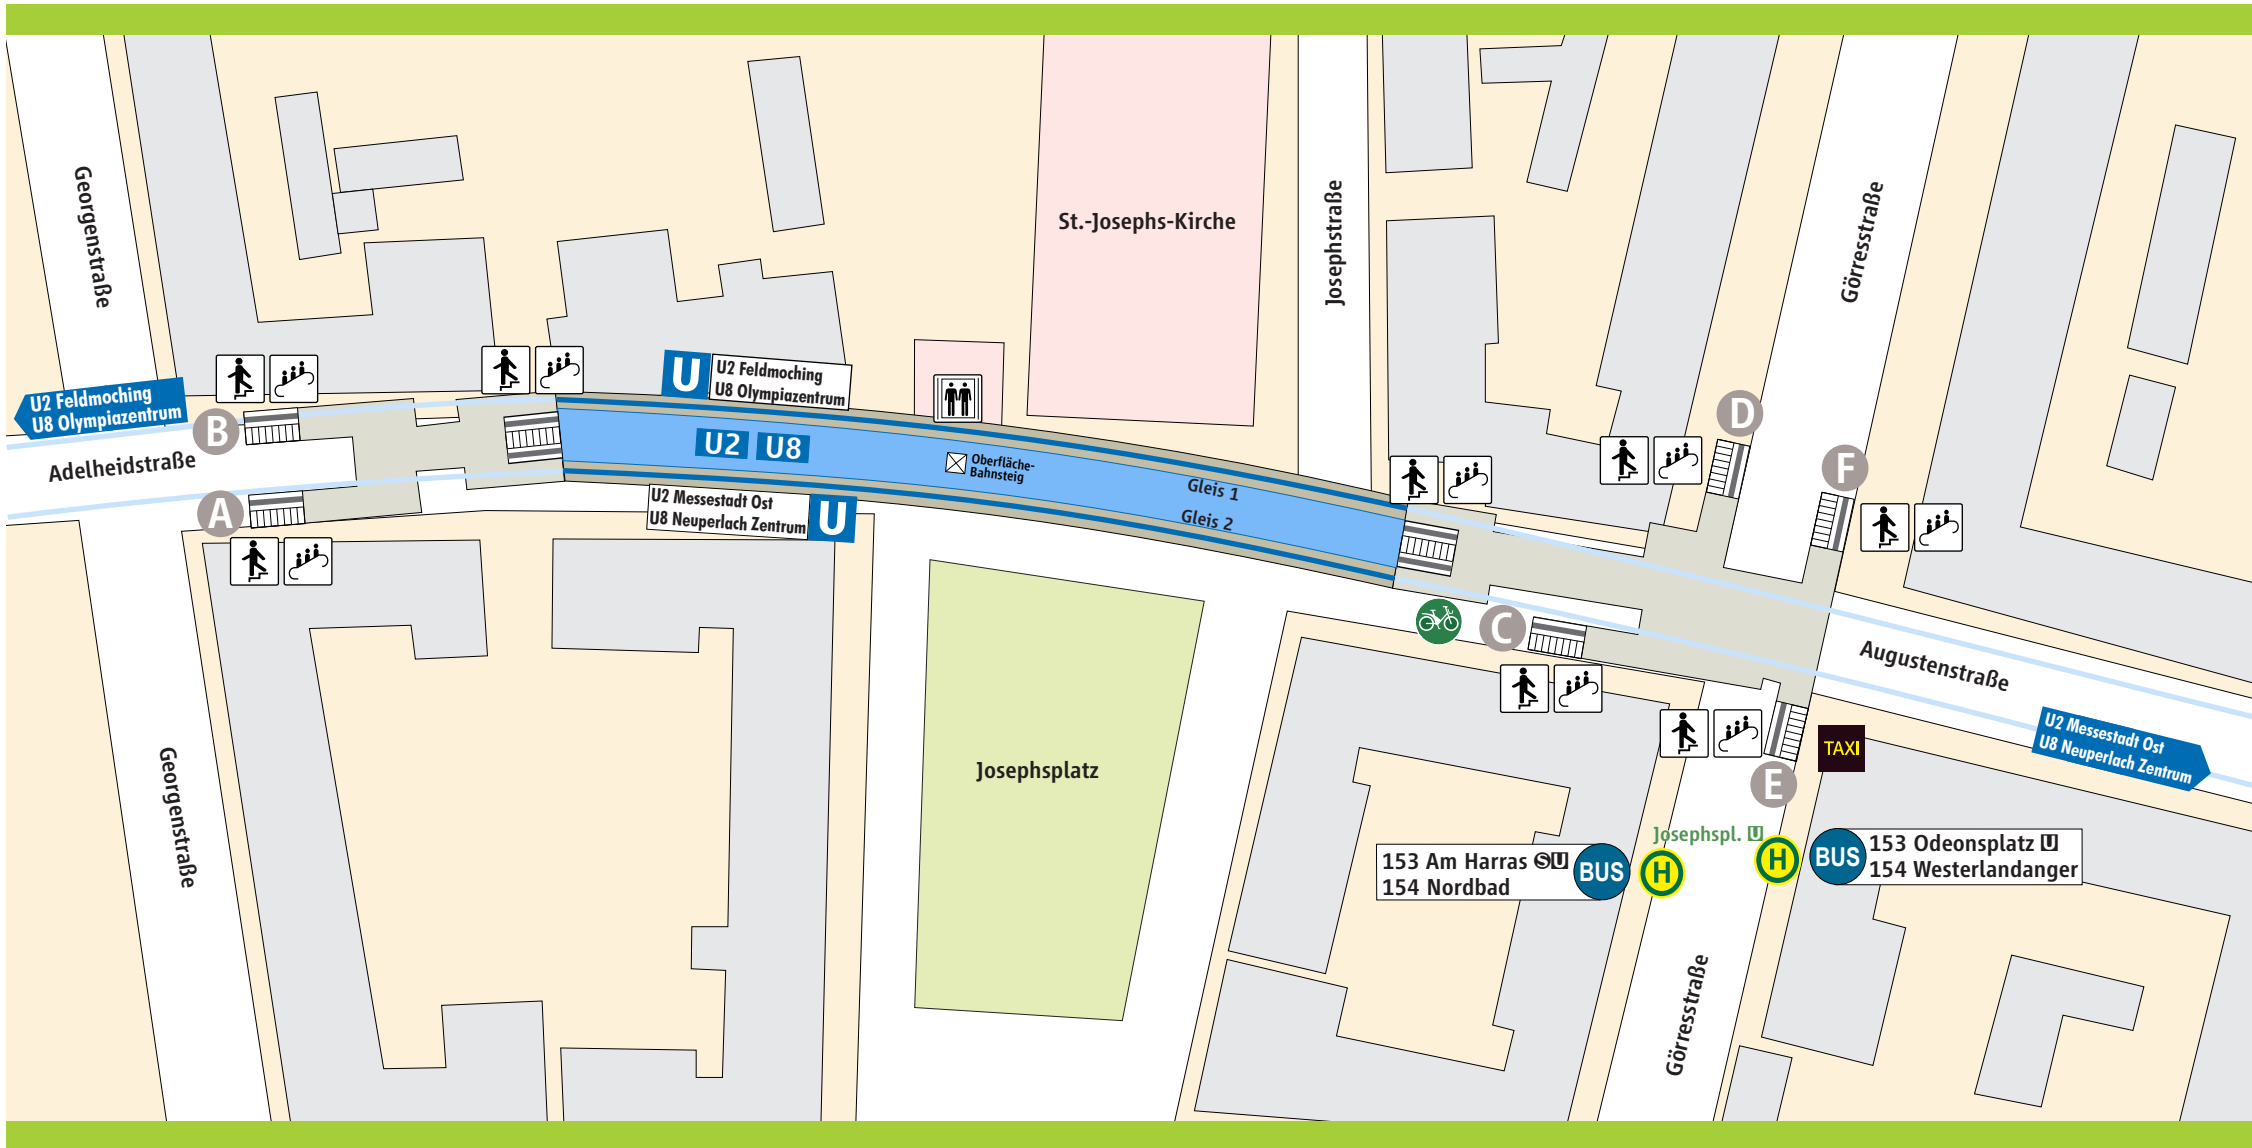 Georgenstraße
St.-Josephs-Kirche
Josephstraße
Görresstraße
U2 Feldmoching
U8 Olympiazentrum
B
Adelheidstraße
A
U
U2 Feldmoching
U8 Olympiazentrum
U2 U8
Oberfläche-
Bahnsteig
Gleis 1
Gleis 2
U2 Messestadt Ost
U8 Neuperlach Zentrum
U
D
F
C
E
Augustenstraße
U2 Messestadt Ost
U8 Neuperlach Zentrum
TAXI
Josephsplatz
Georgenstraße
Josephspl. U
153 Am Harras S U
154 Nordbad
BUS
H
H
BUS
153 Odeonsplatz U
154 Westerlandanger
Görresstraße